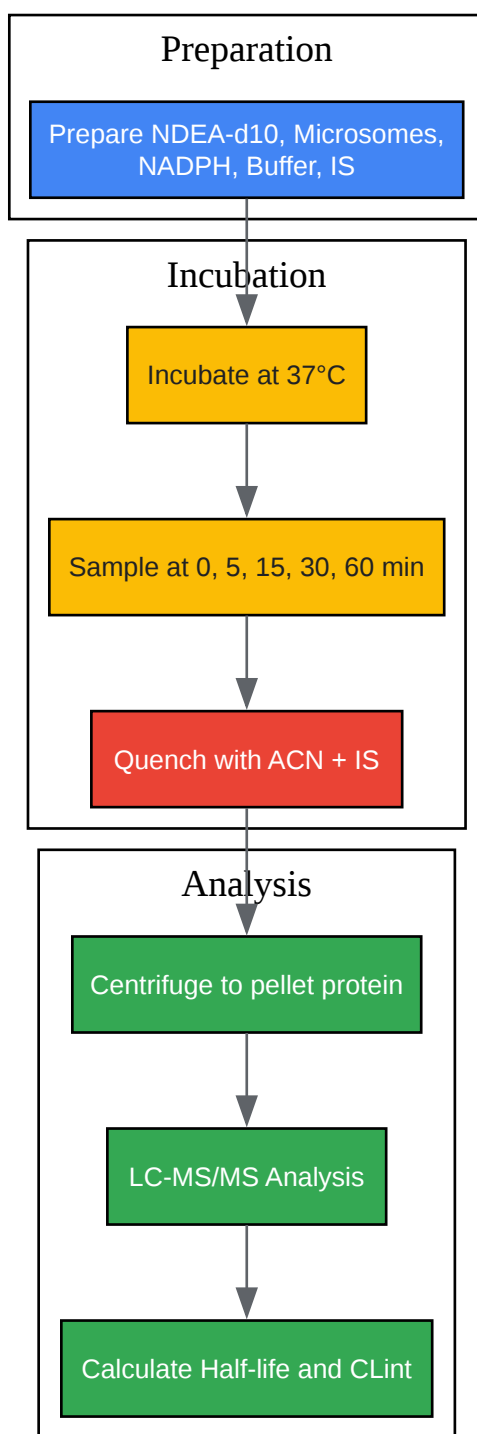 Preparation
Prepare NDEA-d10, Microsomes,
NADPH, Buffer, IS
Incubation
Incubate at 37°C
Sample at 0, 5, 15, 30, 60 min
Quench with ACN + IS
Analysis
Centrifuge to pellet protein
LC-MS/MS Analysis
Calculate Half-life and CLint